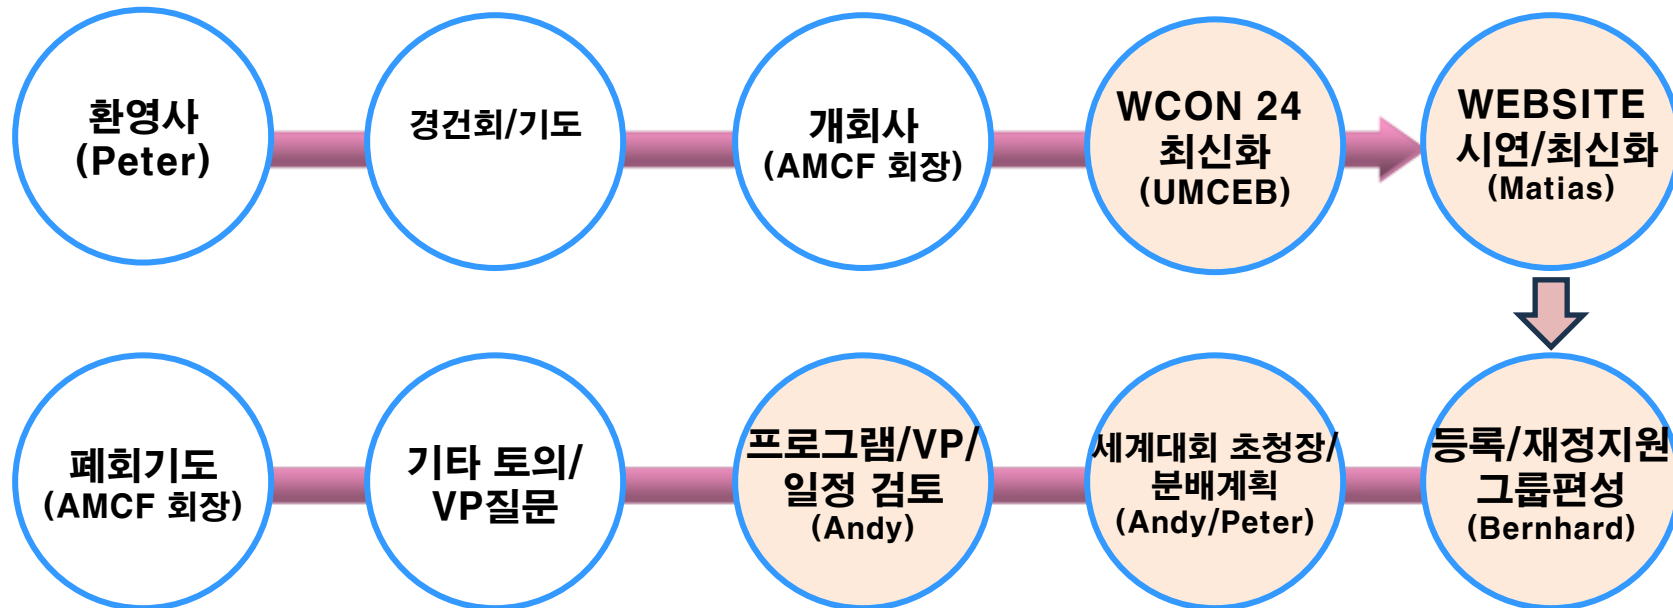 환영사
(Peter)
경건회/기도
개회사
(AMCF 회장)
WCON 24
최신화
(UMCEB)
WEBSITE
시연/최신화
(Matias)
폐회기도
(AMCF 회장)
기타 토의/
VP질문
프로그램/VP/
일정 검토
(Andy)
세계대회 초청장/
분배계획
(Andy/Peter)
등록/재정지원
그룹편성
(Bernhard)